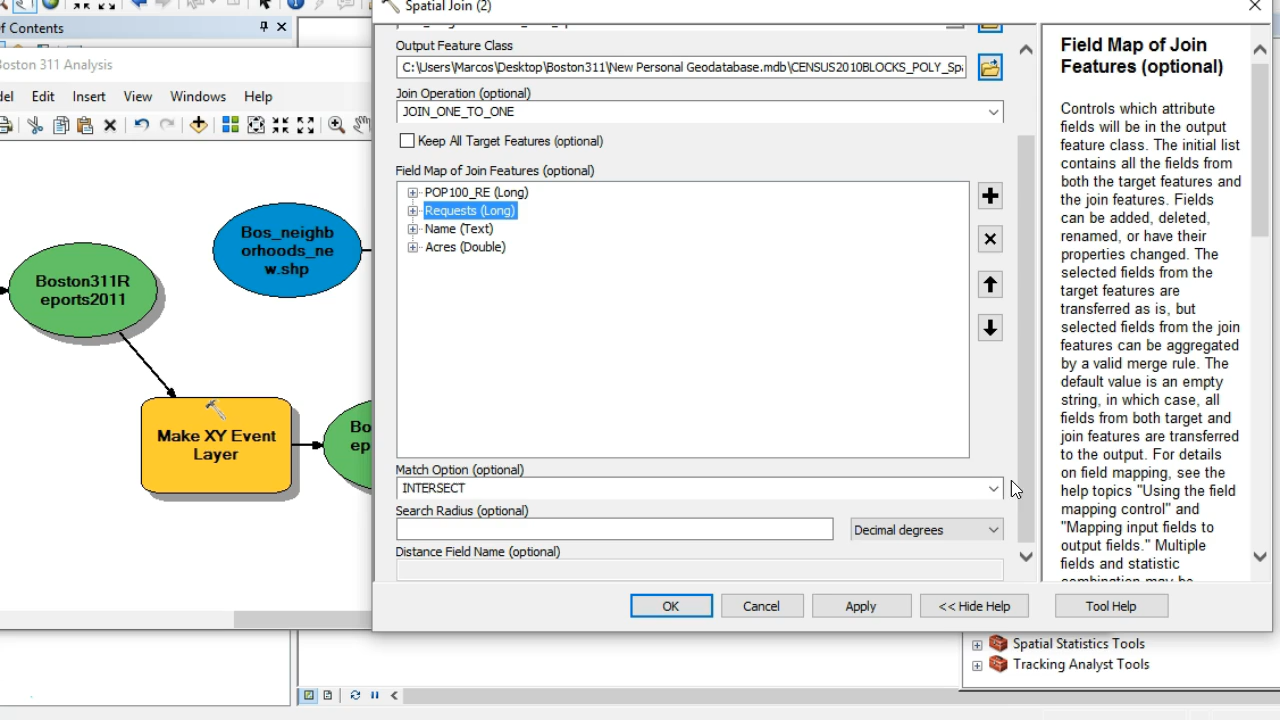 Spatial Join (2)
f Contents
Boston 311 Analysis
Edit Insert View Windows Help
Bos_neighb
orhoods_ne
w.shp
Boston311R
eports2011
Make XY Event
Layer
Bo
ep
Output Feature Class
C:\Users\Marcos\Desktop\Boston311\New Personal Geodatabase.mdb\CENSUS2010BLOCKS_POLY_Sp
Join Operation (optional)
JOIN_ONE_TO_ONE
Keep All Target Features (optional)
Field Map of Join Features (optional)
POP100_RE (Long)
Requests (Long)
Name (Text)
Acres (Double)
Match Option (optional)
INTERSECT
Search Radius (optional)
Decimal degrees
Distance Field Name (optional)
OK Cancel Apply << Hide Help Tool Help
Field Map of Join
Features (optional)
Controls which attribute
fields will be in the output
feature class. The initial list
contains all the fields from
both the target features and
the join features. Fields
can be added, deleted,
renamed, or have their
properties changed. The
selected fields from the
target features are
transferred as is, but
selected fields from the join
features can be aggregated
by a valid merge rule. The
default value is an empty
string, in which case, all
fields from both target and
join features are transferred
to the output. For details
on field mapping, see the
help topics "Using the field
mapping control" and
"Mapping input fields to
output fields." Multiple
fields and statistic
combination may be
Spatial Statistics Tools
Tracking Analyst Tools